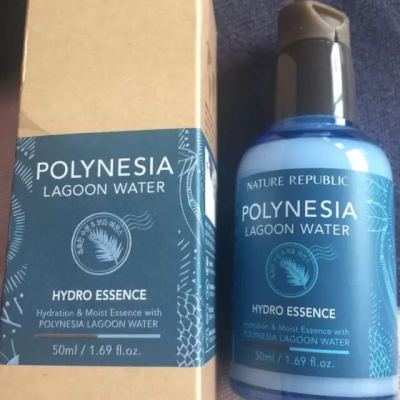 POLYNESIA
LAGOON WATER
HYDRO ESSENCE
Hydration & Moist Essence with
POLYNESIA LAGOON WATER
50ml / 1.69 fl.oz.
NATURE REPUBLIC
POLYNESIA
LAGOON WATER
HYDRO ESSENCE
Hydration & Moist Essence with
POLYNESIA LAGOON WATER
50ml / 1.69 fl.oz.